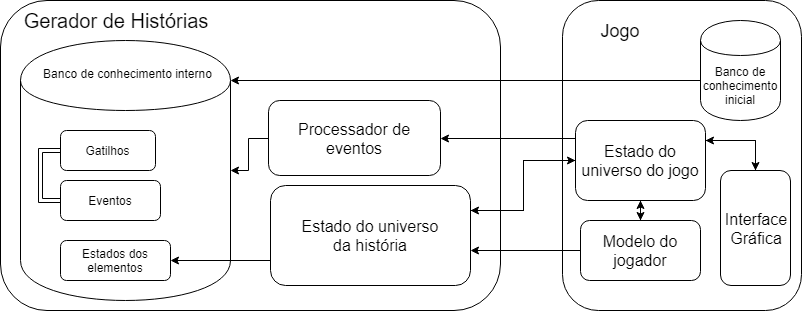 Gerador de Histórias
Banco de conhecimento interno
Gatilhos
Eventos
Estados dos
elementos
Processador de
eventos
Estado do universo
da história
Jogo
Banco de
conhecimento
inicial
Estado do
universo do jogo
Modelo do
jogador
Interface
Gráfica